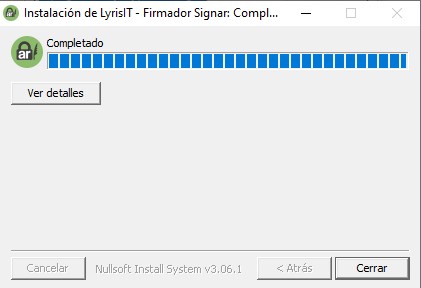 Instalación de LyrisIT - Firmador Signar: Compl...
ar
Completado
Ver detalles
Cancelar
Nullsoft Install System v3.06.1
< Atrás
Cerrar